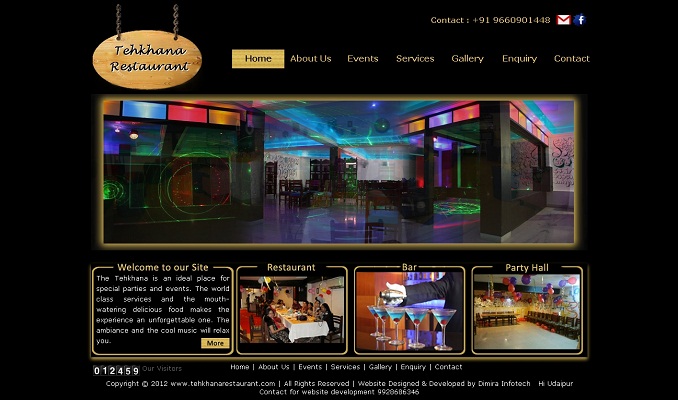 Tehkhana
Restaurant
Contact : +91 9660901448
Home About Us Events Services Gallery Enquiry Contact
Welcome to our Site
The Tehkhana is an ideal place for
special parties and events. The world
class services and the mouth-
watering delicious food makes the
experience an unforgettable one. The
ambiance and the cool music will relax
you.
More
Restaurant
Bar
Party Hall
012459 Our Visitors
Home | About Us | Events | Services | Gallery | Enquiry | Contact
Copyright © 2012 www.tehkhanarestaurant.com | All Rights Reserved | Website Designed & Developed by Dimira Infotech Hi Udaipur
Contact for website development 9928686346